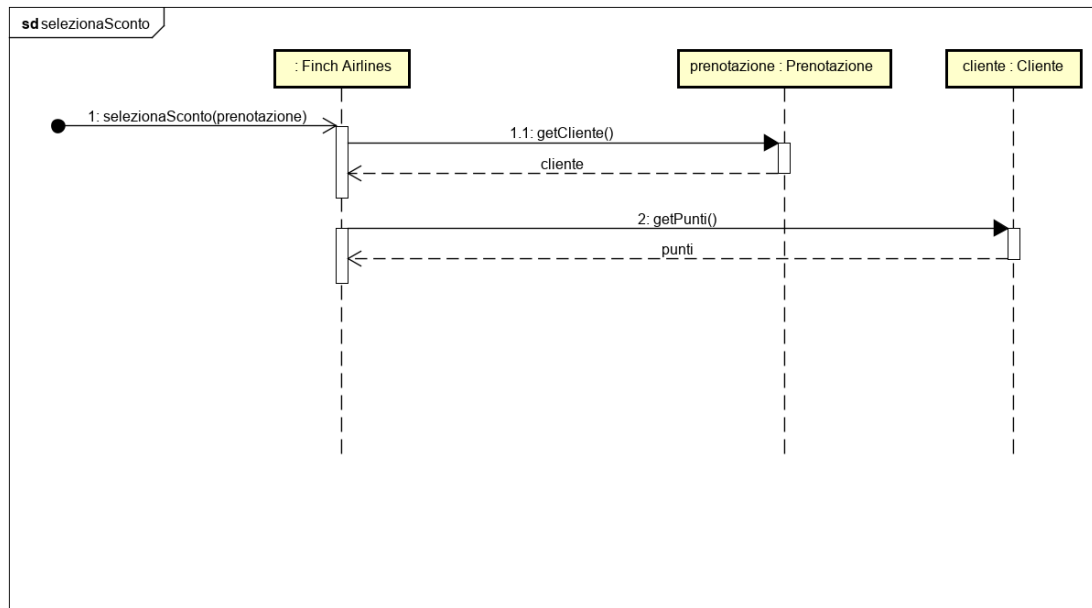 sd selezionaSconto
: Finch Airlines
prenotazione : Prenotazione
cliente : Cliente
1: selezionaSconto(prenotazione)
1.1: getCliente()
cliente
2: getPunti()
punti